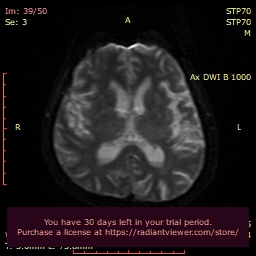 Im: 39/50
Se: 3
A
STP70
STP70
M
Ax DWI B 1000
R
L
You have 30 days left in your trial period.
Purchase a license at https://radiantviewer.com/store/